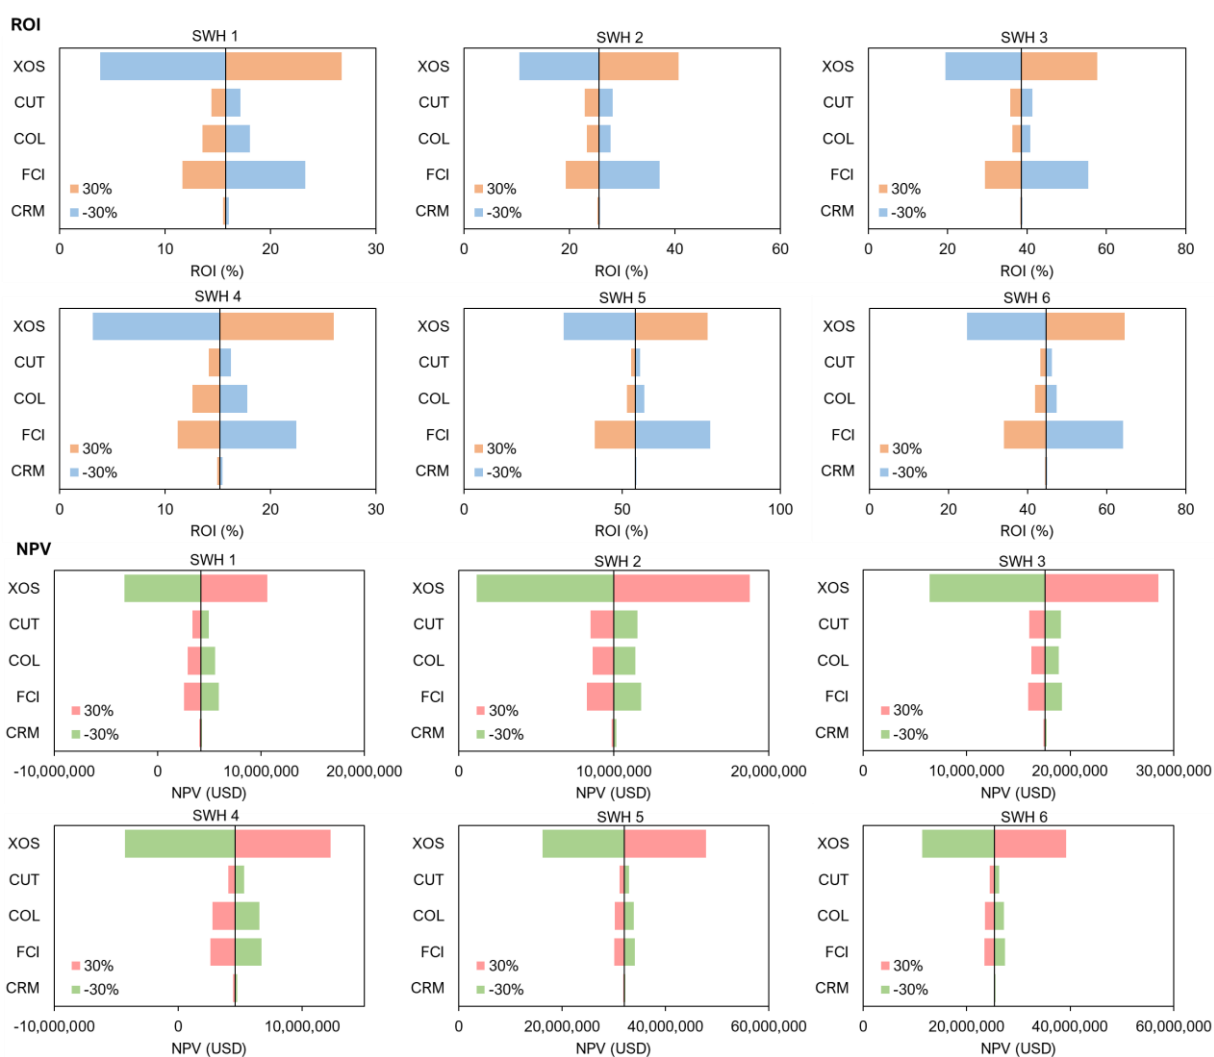 ROI
SWH 1
SWH 2
SWH 3
XOS
XOS
XOS
CUT
CUT
CUT
COL
COL
COL
FCI
FCI
FCI
30%
30%
30%
CRM
-30%
CRM
-30%
CRM
-30%
0 10 20 30
0 20 40 60
0 20 40 60 80
ROI (%)
ROI (%)
ROI (%)
SWH 4
SWH 5
SWH 6
XOS
XOS
XOS
CUT
CUT
CUT
COL
COL
COL
FCI
FCI
FCI
30%
30%
30%
CRM
-30%
CRM
-30%
CRM
-30%
0 10 20 30
0 50 100
0 20 40 60 80
ROI (%)
ROI (%)
ROI (%)
NPV
SWH 1
SWH 2
SWH 3
XOS
XOS
XOS
CUT
CUT
CUT
COL
COL
COL
FCI
FCI
FCI
30%
30%
30%
CRM
-30%
CRM
-30%
CRM
-30%
-10,000,000 0 10,000,000 20,000,000
0 10,000,000 20,000,000
0 10,000,000 20,000,000 30,000,000
NPV (USD)
NPV (USD)
NPV (USD)
SWH 4
SWH 5
SWH 6
XOS
XOS
XOS
CUT
CUT
CUT
COL
COL
COL
FCI
FCI
FCI
30%
30%
30%
CRM
-30%
CRM
-30%
CRM
-30%
-10,000,000 0 10,000,000
0 20,000,000 40,000,000 60,000,000
0 20,000,000 40,000,000 60,000,000
NPV (USD)
NPV (USD)
NPV (USD)